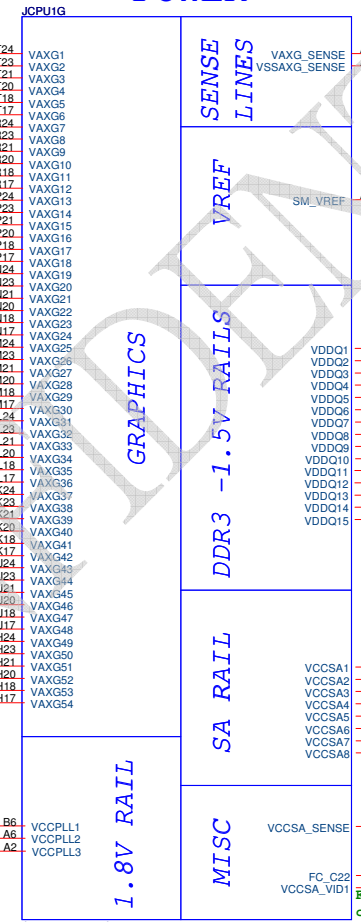 JCPU1G
VAXG1
VAXG2
VAXG3
VAXG4
VAXG5
VAXG6
VAXG7
VAXG8
VAXG9
VAXG10
VAXG11
VAXG12
VAXG13
VAXG14
VAXG15
VAXG16
VAXG17
VAXG18
VAXG19
VAXG20
VAXG21
VAXG22
VAXG23
VAXG24
VAXG25
VAXG26
VAXG27
VAXG28
VAXG29
VAXG30
VAXG31
VAXG32
VAXG33
VAXG34
VAXG35
VAXG36
VAXG37
VAXG38
VAXG39
VAXG40
VAXG41
VAXG42
VAXG43
VAXG44
VAXG45
VAXG46
VAXG47
VAXG48
VAXG49
VAXG50
VAXG51
VAXG52
VAXG53
VAXG54
GRAPHICS
B6 VCCPLL1
A6 VCCPLL2
A2 VCCPLL3
1.8V RAIL
SENSE
LINES
VAXG_SENSE
VSSAXG_SENSE
VREF
SM_VREF
DDR3 -1.5V RAILS
VDDQ1
VDDQ2
VDDQ3
VDDQ4
VDDQ5
VDDQ6
VDDQ7
VDDQ8
VDDQ9
VDDQ10
VDDQ11
VDDQ12
VDDQ13
VDDQ14
VDDQ15
SA RAIL
VCCSA1
VCCSA2
VCCSA3
VCCSA4
VCCSA5
VCCSA6
VCCSA7
VCCSA8
MISC
VCCSA_SENSE
FC_C22
VCCSA_VID1